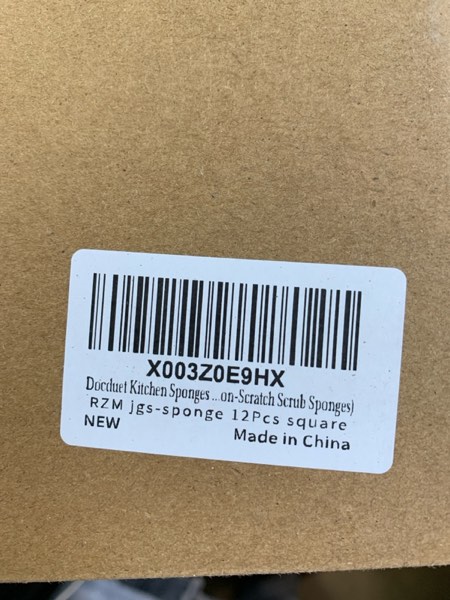 X003Z0E9HX
Docduet Kitchen Sponges ...on-Scratch Scrub Sponges)
RZM jgs-sponge 12Pcs square
NEW
Made in China